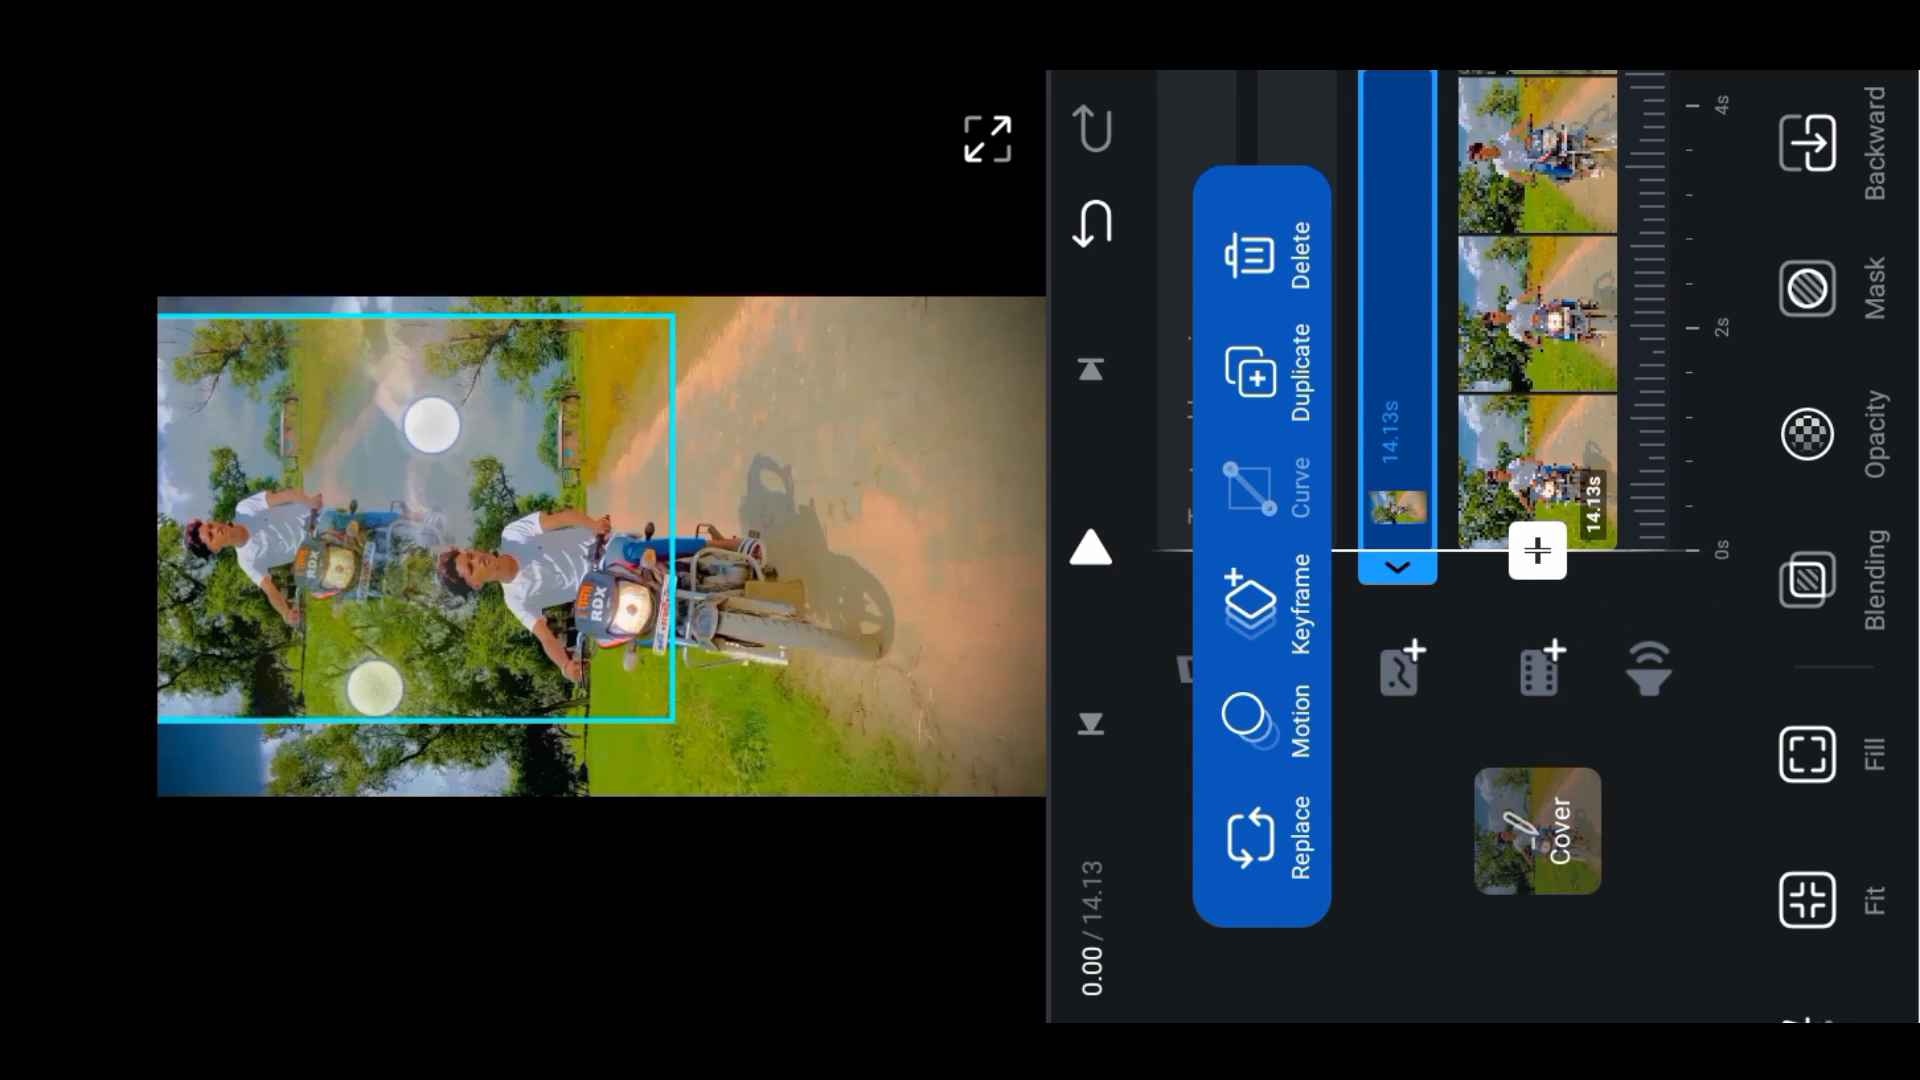 0.00 / 14.13
Replace
Motion
Keyframe
Curve
Duplicate
Delete
14.13s
Cover
14.13s
0s
2s
4s
Fit
Fill
Blending
Opacity
Mask
Backward
RDX
RDX